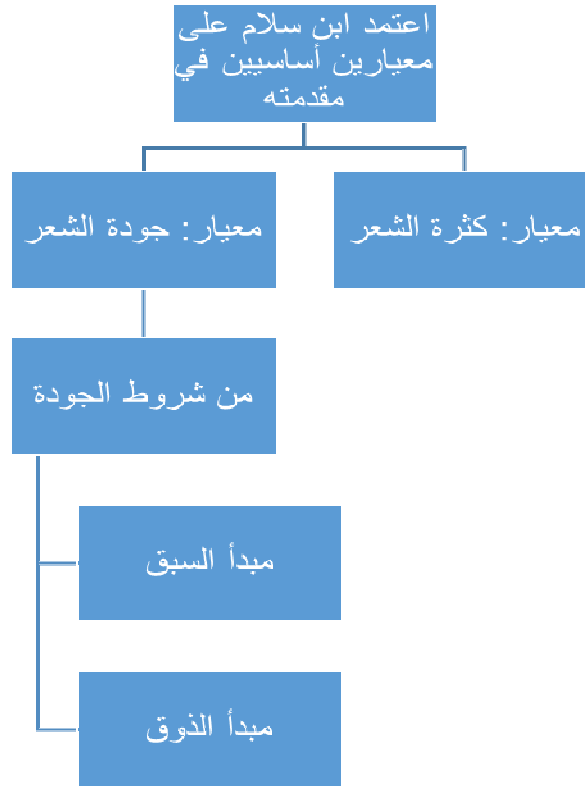 اعتمد ابن سلام على
معيارين أساسيين في
مقدمته
معيار: كثرة الشعر
معيار: جودة الشعر
من شروط الجودة
مبدأ السبق
مبدأ الذوق